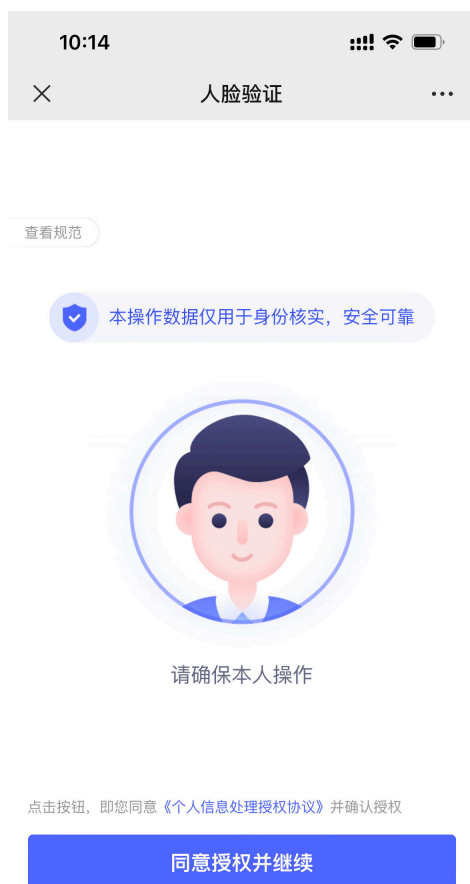 10:14
人脸验证
查看规范
本操作数据仅用于身份核实，安全可靠
请确保本人操作
点击按钮，即您同意《个人信息处理授权协议》并确认授权
同意授权并继续